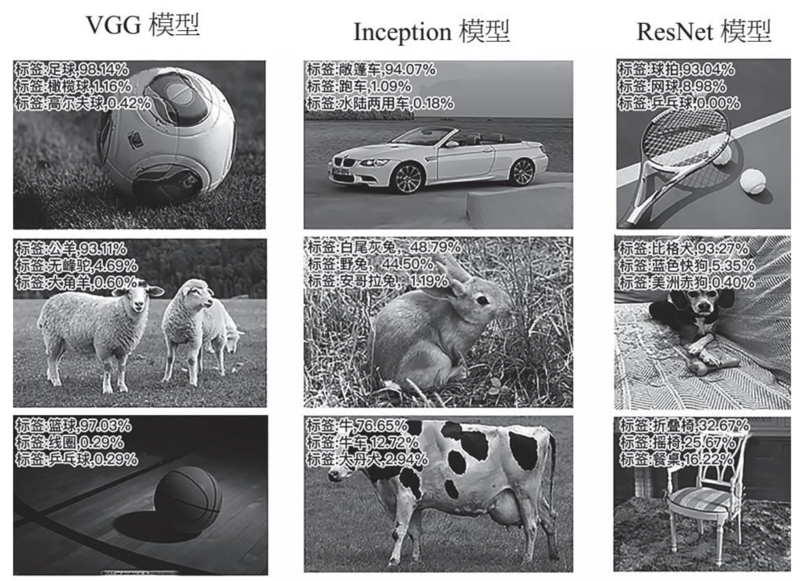 VGG 模型
Inception 模型
ResNet 模型
标签:足球,98.14%
标签:橄榄球,1.16%
标签:高尔夫球,0.42%
标签:敞篷车,94.07%
标签:跑车,1.09%
标签:水陆两用车,0.18%
标签:球拍,93.04%
标签:网球,8.98%
标签:乒乓球,0.00%
标签:公羊,93.11%
标签:无峰驼,4.69%
标签:大角羊,0.60%
标签:白尾灰兔, 48.79%
标签:野兔, 44.50%
标签:安哥拉兔, 1.19%
标签:比格犬,93.27%
标签:蓝色快狗,5.35%
标签:美洲赤狗,0.40%
标签:篮球,97.03%
标签:线圈,0.29%
标签:乒乓球,0.29%
标签:牛,76.65%
标签:牛车,12.72%
标签:大丹犬,2.94%
标签:折叠椅,32.67%
标签:摇椅,25.67%
标签:餐桌,16.22%